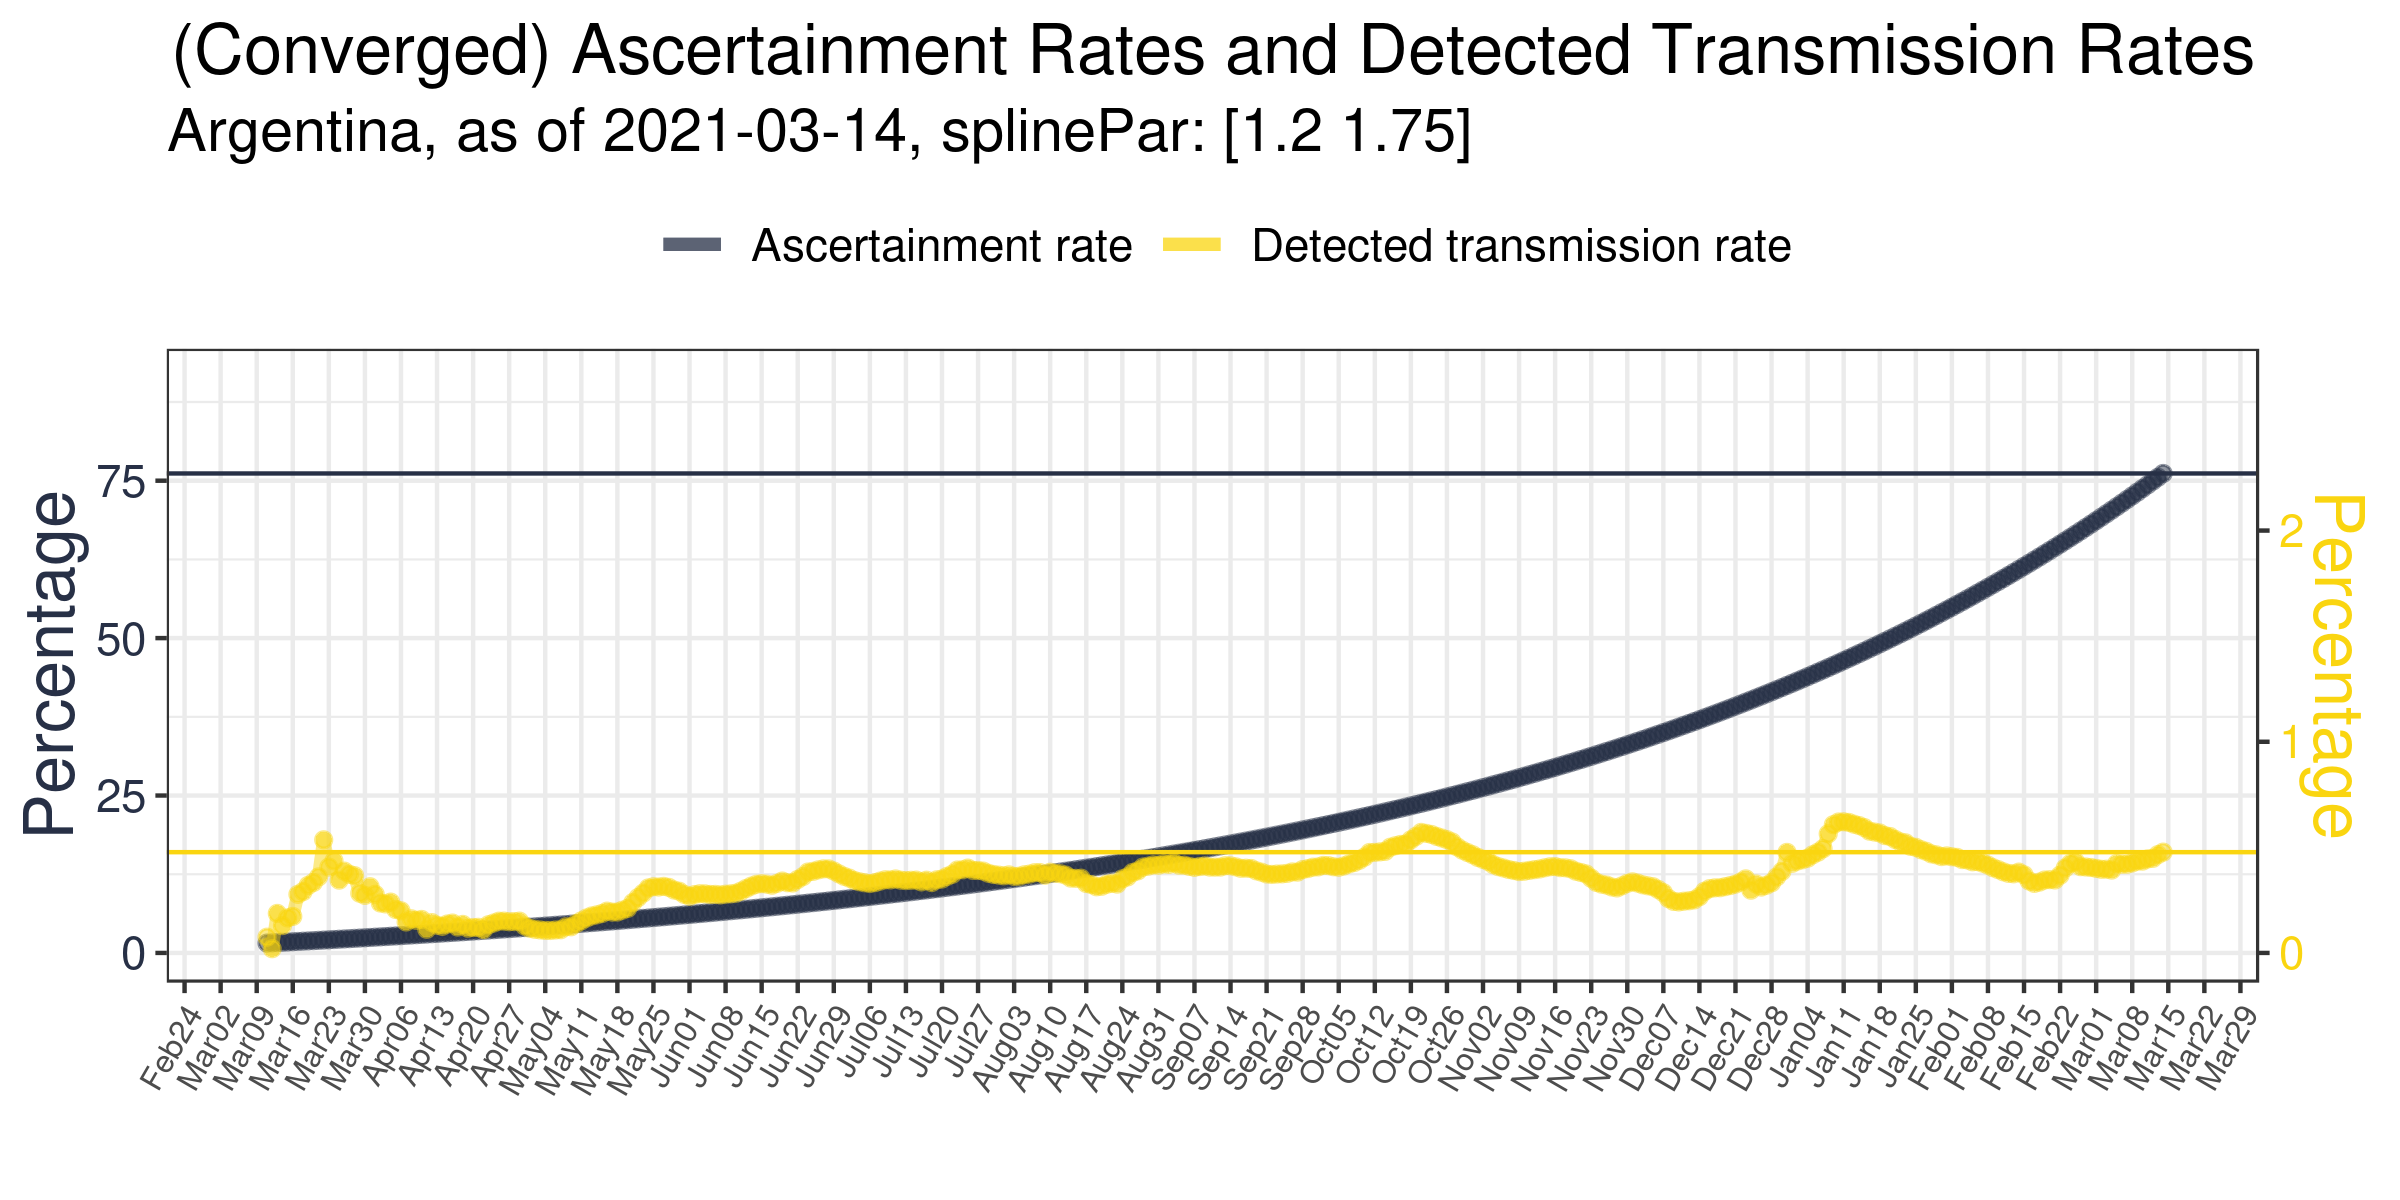 (Converged) Ascertainment Rates and Detected Transmission Rates
Argentina, as of 2021-03-14, splinePar: [1.2 1.75]
Ascertainment rate
Detected transmission rate
Percentage
75
50
25
0
2
1
0
Percentage
Feb24
Mar02
Mar09
Mar16
Mar23
Mar30
Apr06
Apr13
Apr20
Apr27
May04
May11
May18
May25
Jun01
Jun08
Jun15
Jun22
Jun29
Jul06
Jul13
Jul20
Jul27
Aug03
Aug10
Aug17
Aug24
Aug31
Sep07
Sep14
Sep21
Sep28
Oct05
Oct12
Oct19
Oct26
Nov02
Nov09
Nov16
Nov23
Nov30
Dec07
Dec14
Dec21
Dec28
Jan04
Jan11
Jan18
Jan25
Feb01
Feb08
Feb15
Feb22
Mar01
Mar08
Mar15
Mar22
Mar29